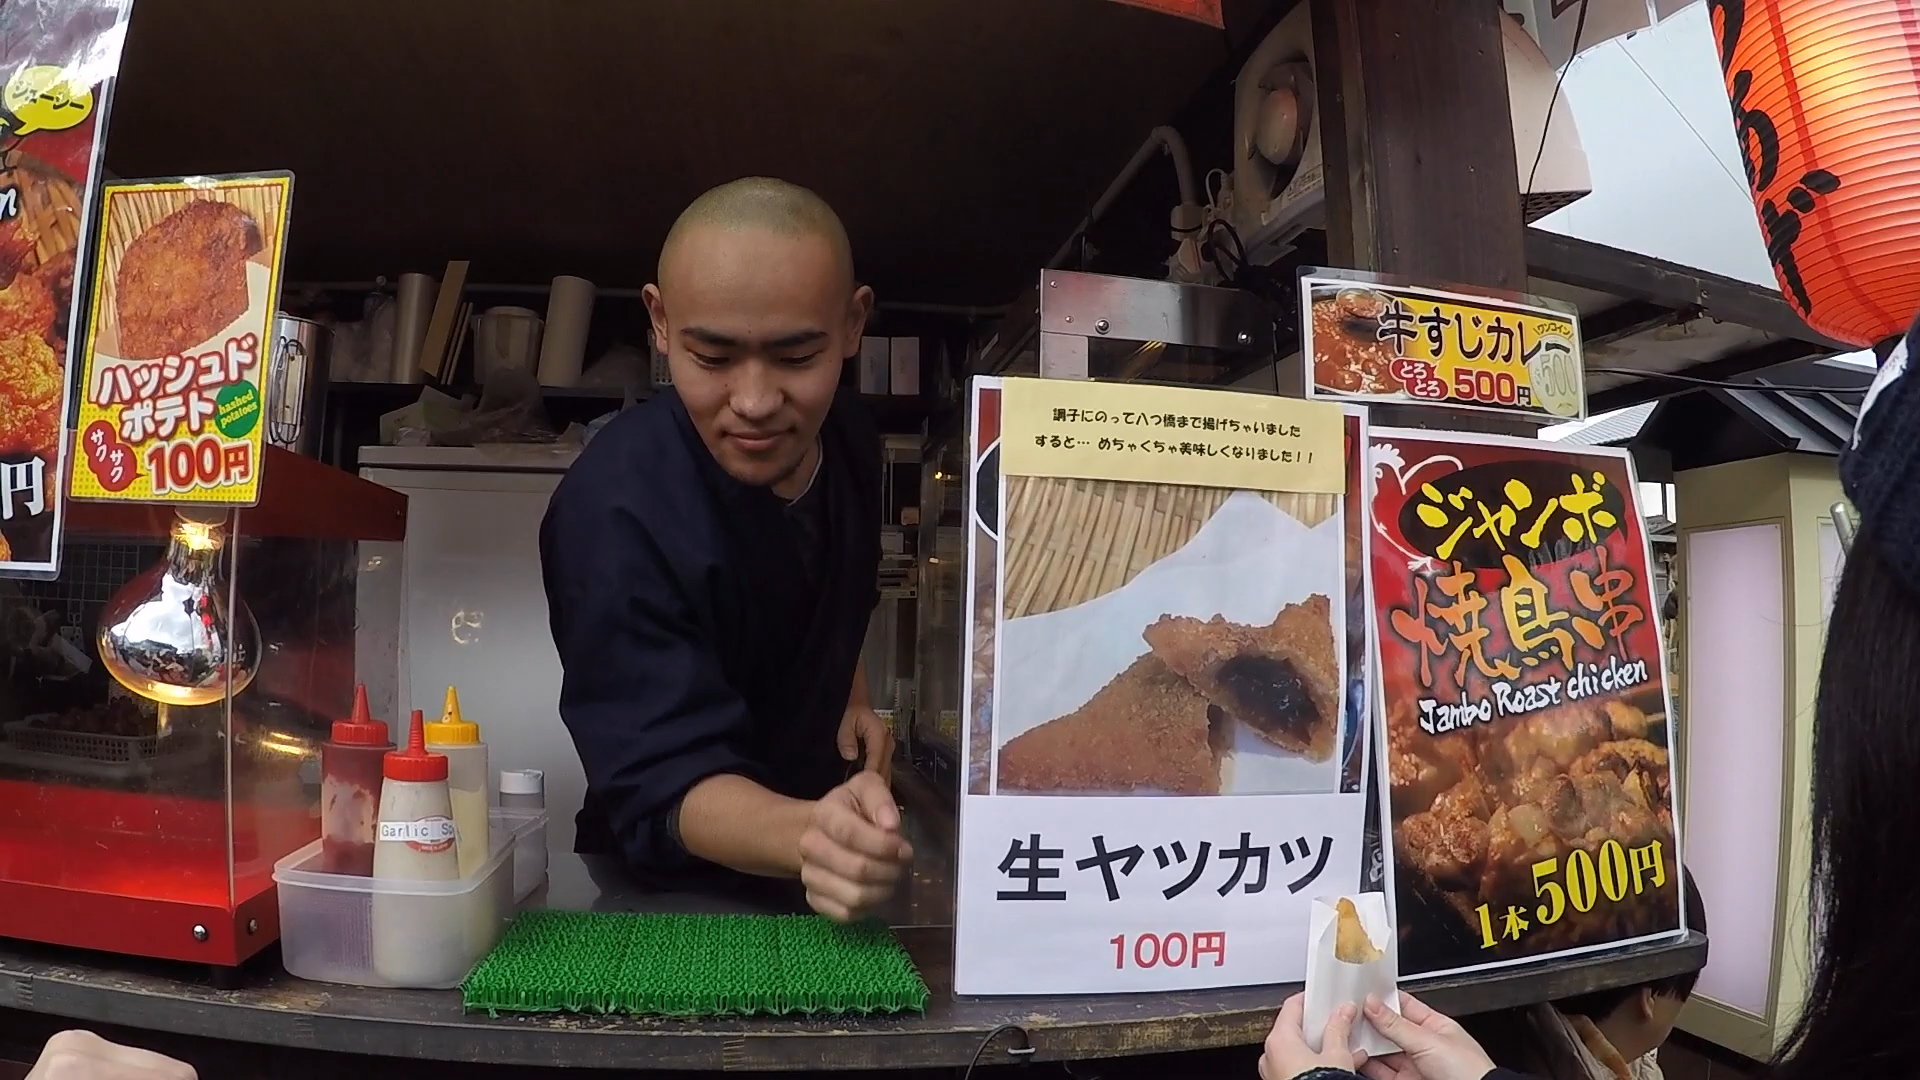 ジューシー
円
ハッシュド
ポテト
hashed
potatoes
サク
サク
100円
Garlic
調子にのって八つ橋まで揚げちゃいました
すると… めちゃくちゃ美味しくなりました！！
生ヤツカツ
100円
牛すじカレー
ワンコイン
とろ
とろ
500円
500
ジャンボ
焼鳥串
Jambo Roast chicken
1本500円